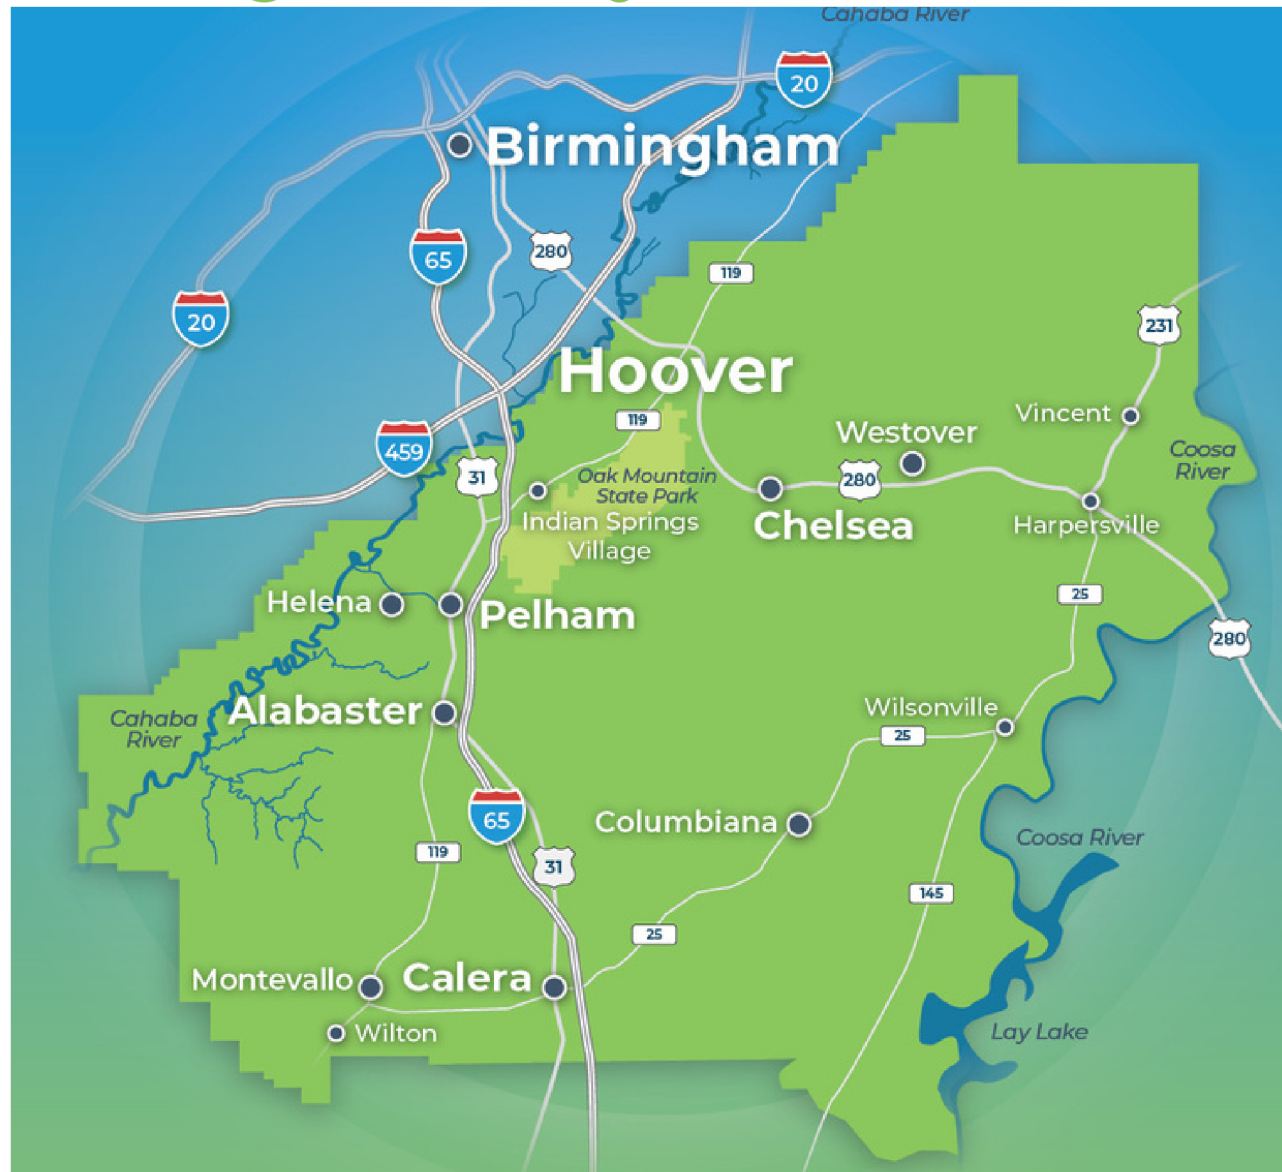 Cahaba River
20
Birmingham
65
280
119
20
231
Hoover
119
Vincent
Westover
459
31
Oak Mountain
State Park
280
Coosa
River
Chelsea
Indian Springs
Village
Harpersville
25
Helena
Pelham
280
Cahaba
River
Alabaster
Wilsonville
25
65
Columbiana
Coosa River
119
31
145
25
Montevallo
Calera
Wilton
Lay Lake